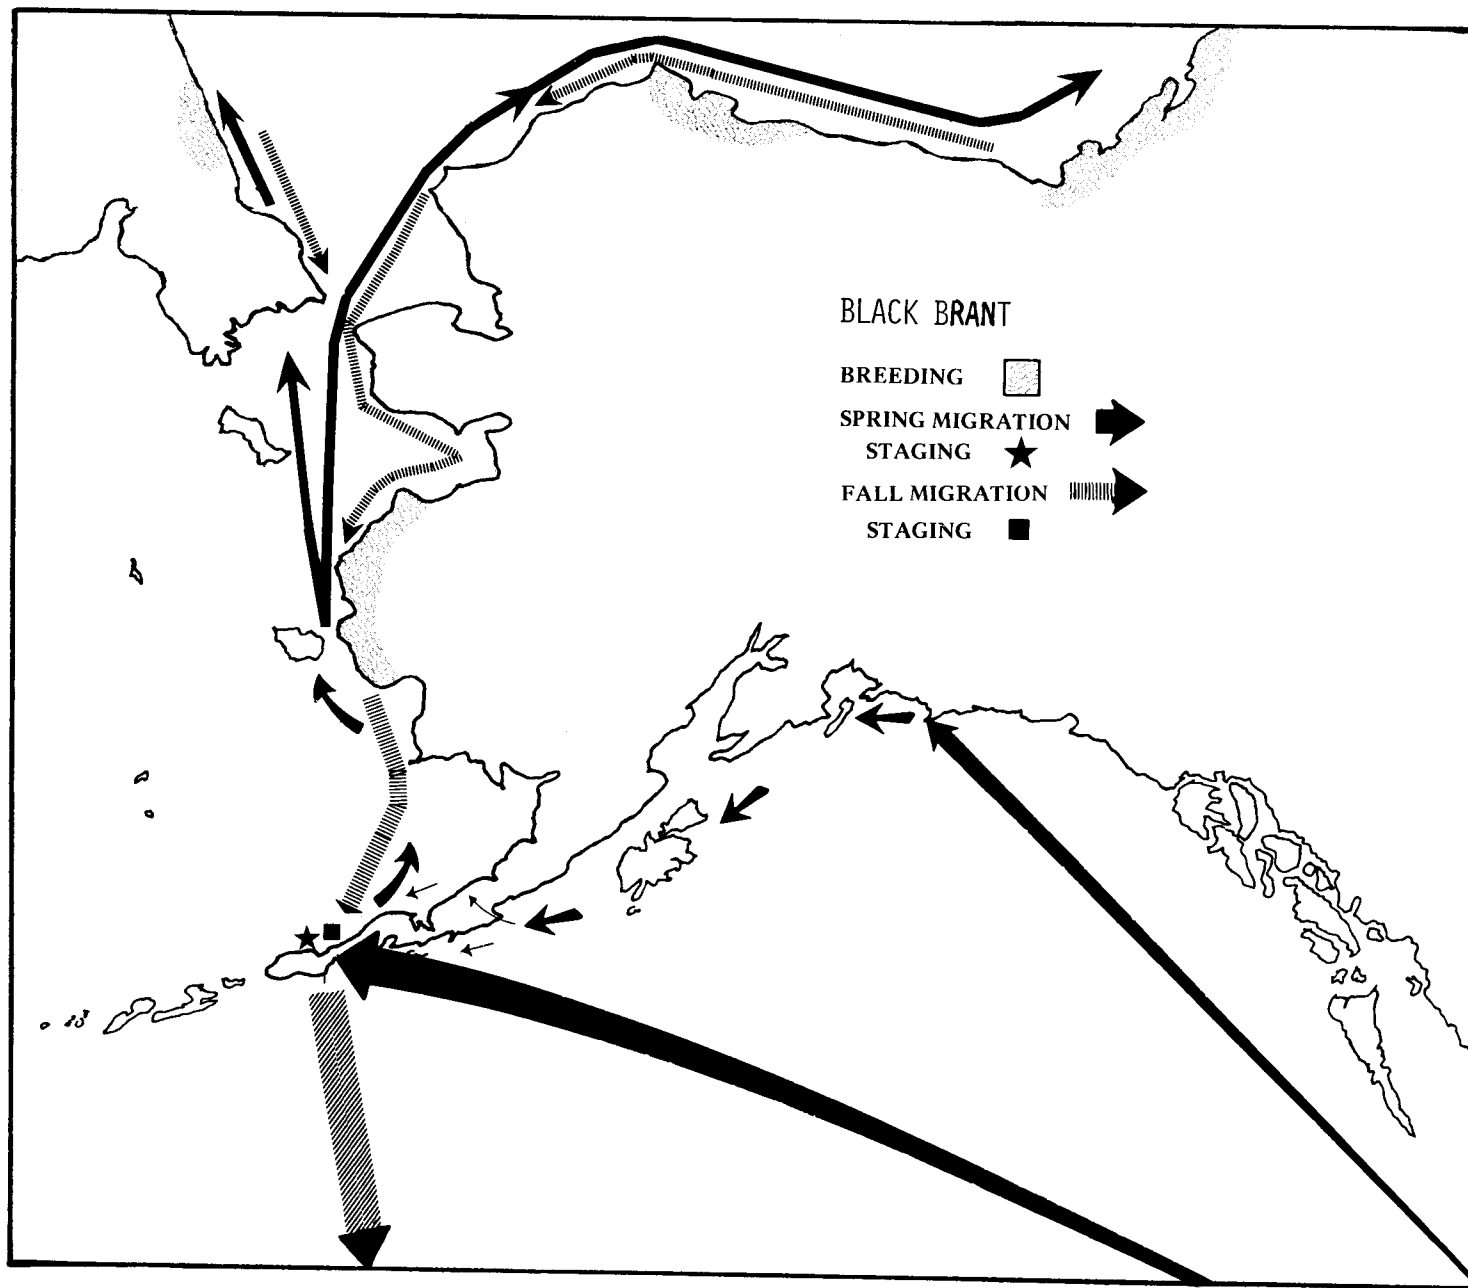 BLACK BRANT
BREEDING
SPRING MIGRATION
STAGING
FALL MIGRATION
STAGING